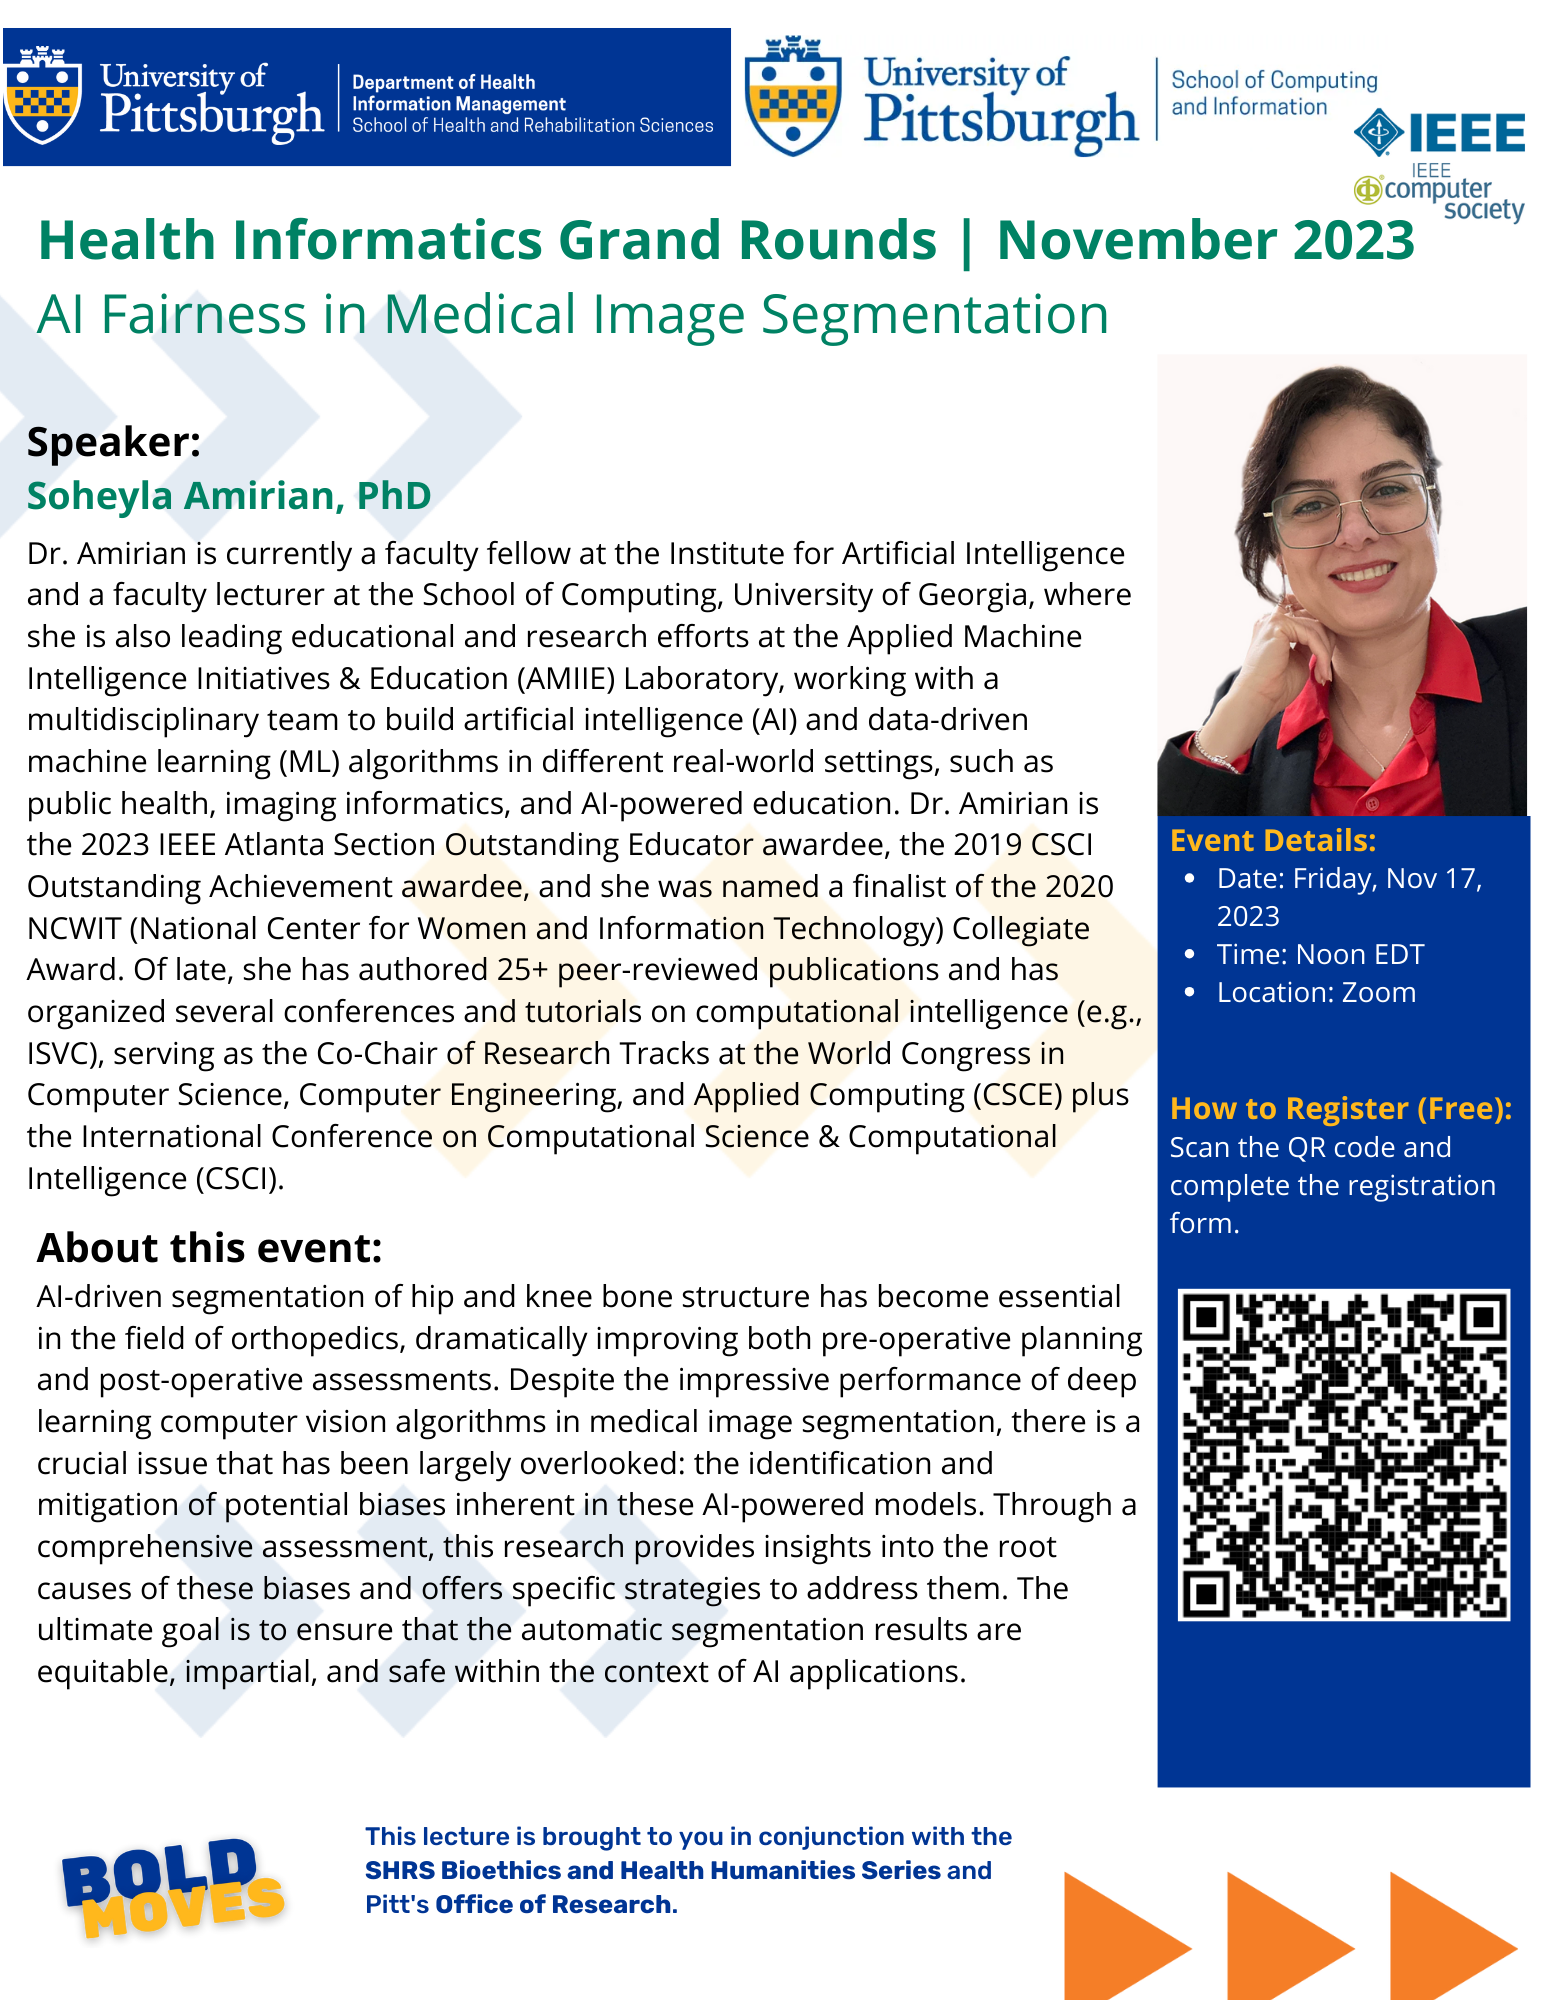 University of
Pittsburgh
Department of Health
Information Management
School of Health and Rehabilitation Sciences
University of
Pittsburgh
School of Computing
and Information
IEEE
IEEE
computer
society
Health Informatics Grand Rounds | November 2023
AI Fairness in Medical Image Segmentation
Speaker:
Soheyla Amirian, PhD
Dr. Amirian is currently a faculty fellow at the Institute for Artificial Intelligence
and a faculty lecturer at the School of Computing, University of Georgia, where
she is also leading educational and research efforts at the Applied Machine
Intelligence Initiatives & Education (AMIIE) Laboratory, working with a
multidisciplinary team to build artificial intelligence (AI) and data-driven
machine learning (ML) algorithms in different real-world settings, such as
public health, imaging informatics, and AI-powered education. Dr. Amirian is
the 2023 IEEE Atlanta Section Outstanding Educator awardee, the 2019 CSCI
Outstanding Achievement awardee, and she was named a finalist of the 2020
NCWIT (National Center for Women and Information Technology) Collegiate
Award. Of late, she has authored 25+ peer-reviewed publications and has
organized several conferences and tutorials on computational intelligence (e.g.,
ISVC), serving as the Co-Chair of Research Tracks at the World Congress in
Computer Science, Computer Engineering, and Applied Computing (CSCE) plus
the International Conference on Computational Science & Computational
Intelligence (CSCI).
About this event:
AI-driven segmentation of hip and knee bone structure has become essential
in the field of orthopedics, dramatically improving both pre-operative planning
and post-operative assessments. Despite the impressive performance of deep
learning computer vision algorithms in medical image segmentation, there is a
crucial issue that has been largely overlooked: the identification and
mitigation of potential biases inherent in these AI-powered models. Through a
comprehensive assessment, this research provides insights into the root
causes of these biases and offers specific strategies to address them. The
ultimate goal is to ensure that the automatic segmentation results are
equitable, impartial, and safe within the context of AI applications.
Event Details:
• Date: Friday, Nov 17,
2023
• Time: Noon EDT
• Location: Zoom
How to Register (Free):
Scan the QR code and
complete the registration
form.
BOLD
MOVES
This lecture is brought to you in conjunction with the
SHRS Bioethics and Health Humanities Series and
Pitt's Office of Research.